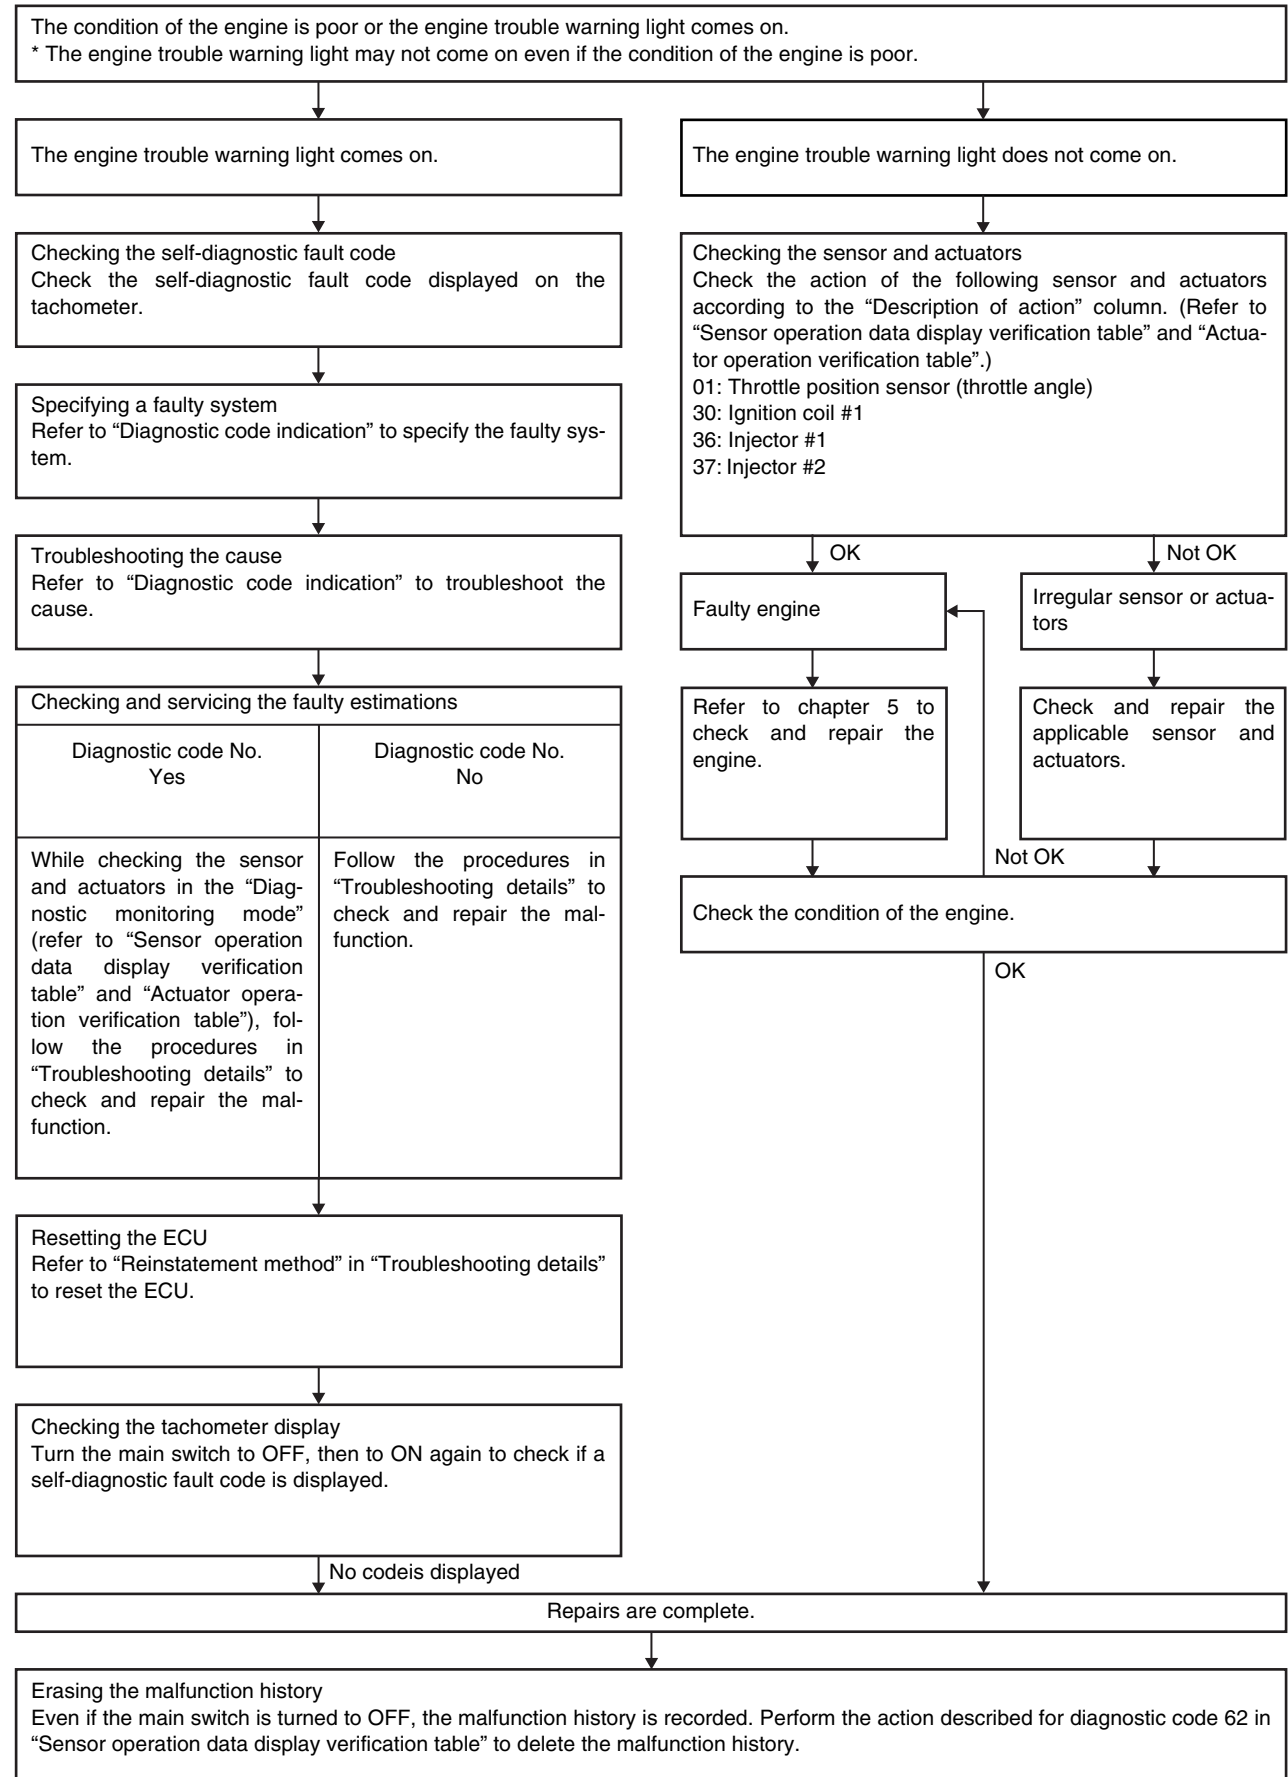 The condition of the engine is poor or the engine trouble warning light comes on.
* The engine trouble warning light may not come on even if the condition of the engine is poor.
The engine trouble warning light comes on.
The engine trouble warning light does not come on.
Checking the self-diagnostic fault code
Check the self-diagnostic fault code displayed on the
tachometer.
Checking the sensor and actuators
Check the action of the following sensor and actuators
according to the “Description of action” column. (Refer to
“Sensor operation data display verification table” and “Actua-
tor operation verification table”.)
01: Throttle position sensor (throttle angle)
30: Ignition coil #1
36: Injector #1
37: Injector #2
Specifying a faulty system
Refer to “Diagnostic code indication” to specify the faulty sys-
tem.
Troubleshooting the cause
Refer to “Diagnostic code indication” to troubleshoot the
cause.
OK
Not OK
Faulty engine
Irregular sensor or actua-
tors
Refer to chapter 5 to
check and repair the
engine.
Check and repair the
applicable sensor and
actuators.
Not OK
Check the condition of the engine.
OK
Checking and servicing the faulty estimations
Diagnostic code No.
Yes
Diagnostic code No.
No
While checking the sensor
and actuators in the “Diag-
nostic monitoring mode”
(refer to “Sensor operation
data display verification
table” and “Actuator opera-
tion verification table”), fol-
low the procedures in
“Troubleshooting details” to
check and repair the mal-
function.
Follow the procedures in
“Troubleshooting details” to
check and repair the mal-
function.
Resetting the ECU
Refer to “Reinstatement method” in “Troubleshooting details”
to reset the ECU.
Checking the tachometer display
Turn the main switch to OFF, then to ON again to check if a
self-diagnostic fault code is displayed.
No codeis displayed
Repairs are complete.
Erasing the malfunction history
Even if the main switch is turned to OFF, the malfunction history is recorded. Perform the action described for diagnostic code 62 in
“Sensor operation data display verification table” to delete the malfunction history.